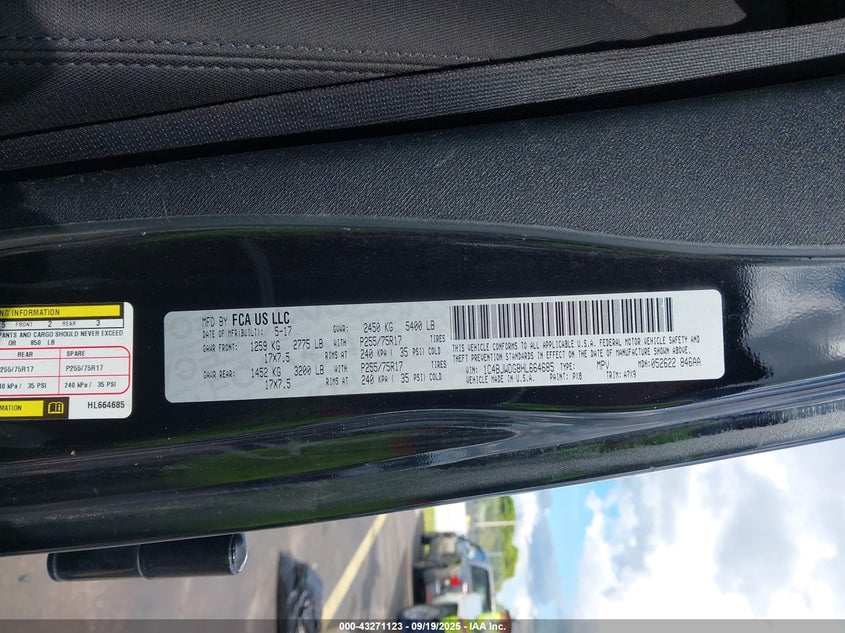 ING INFORMATION
5 FRONT 2 REAR 3
PANTS AND CARGO SHOULD NEVER EXCEED
OR 850 LB
REAR SPARE
P255/75R17 P255/75R17
240 kPa / 35 PSI 240 kPa / 35 PSI
HL664685
MFD BY FCA US LLC
DATE OF MFR(BUILT): 5-17 GVWR: 2450 KG 5400 LB
GAWR FRONT: 1259 KG 2775 LB WITH P255/75R17 TIRES
17X7.5 RIMS AT 240 KPA ( 35 PSI) COLD
GAWR REAR: 1452 KG 3200 LB WITH P255/75R17 TIRES
17X7.5 RIMS AT 240 KPA ( 35 PSI) COLD
THIS VEHICLE CONFORMS TO ALL APPLICABLE U.S.A. FEDERAL MOTOR VEHICLE SAFETY AND
THEFT PREVENTION STANDARDS IN EFFECT ON THE DATE OF MANUFACTURE SHOWN ABOVE.
VIN: 1C4BJWDG8HL664685 TYPE: MPV MDH: 052622 846AA
VEHICLE MADE IN U.S.A. PAINT: PX8 TRIM: A7X9
000-43271123 - 09/19/2025 - IAA Inc.